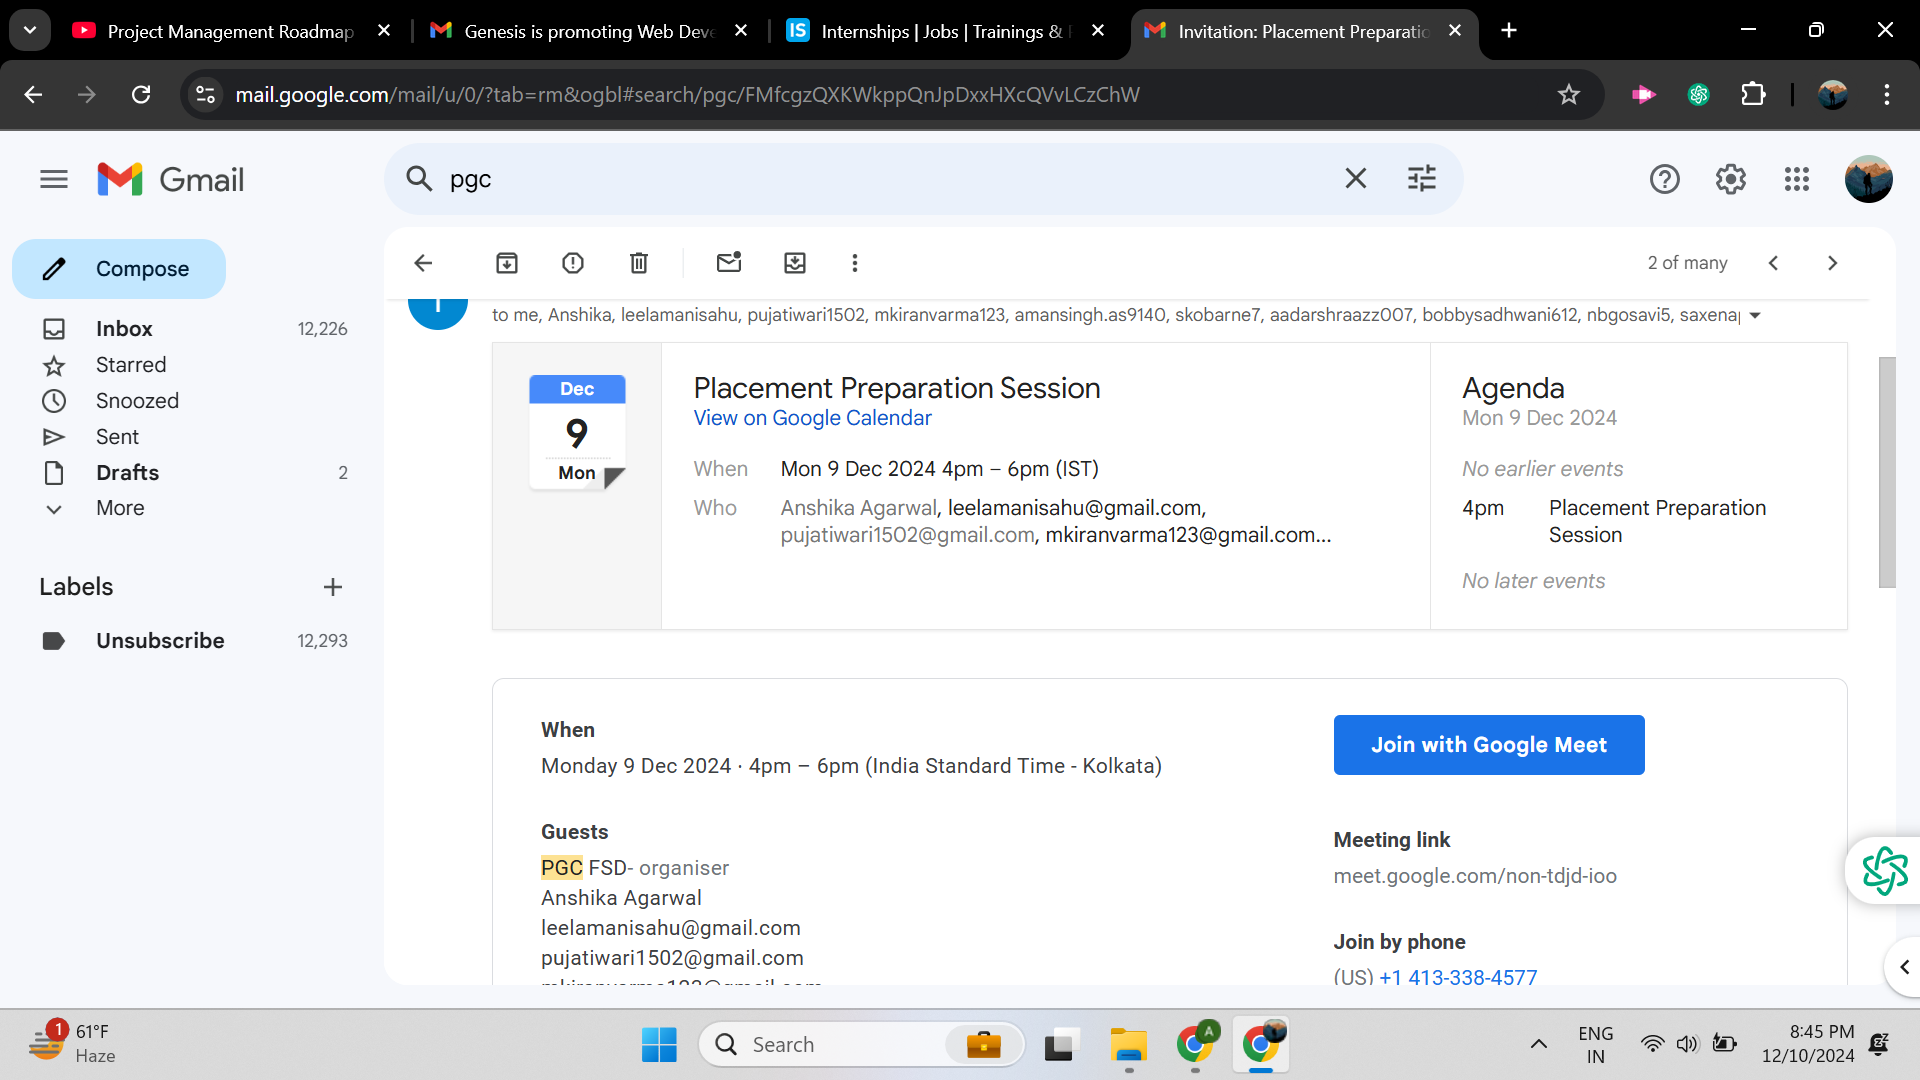 Project Management Roadmap
Genesis is promoting Web Deve
Internships | Jobs | Trainings &
Invitation: Placement Preparatio
mail.google.com/mail/u/0/?tab=rm&ogbl#search/pgc/FMfcgzQXKWkppQnJpDxxHXcQVvLCzChW
Gmail
pgc
Compose
2 of many
Inbox 12,226
Starred
Snoozed
Sent
Drafts 2
More
Labels
Unsubscribe 12,293
to me, Anshika, leelamanisahu, pujatiwari1502, mkiranvarma123, amansingh.as9140, skobarne7, aadarshraazz007, bobbysadhwani612, nbgosavi5, saxenap
Dec
9
Mon
Placement Preparation Session
View on Google Calendar
When Mon 9 Dec 2024 4pm – 6pm (IST)
Who Anshika Agarwal, leelamanisahu@gmail.com,
pujatiwari1502@gmail.com, mkiranvarma123@gmail.com...
Agenda
Mon 9 Dec 2024
No earlier events
4pm Placement Preparation
Session
No later events
When
Monday 9 Dec 2024 · 4pm – 6pm (India Standard Time - Kolkata)
Guests
PGC FSD- organiser
Anshika Agarwal
leelamanisahu@gmail.com
pujatiwari1502@gmail.com
Join with Google Meet
Meeting link
meet.google.com/non-tdjd-ioo
Join by phone
(US) +1 413-338-4577
1
61°F
Haze
Search
A
ENG
IN
8:45 PM
12/10/2024